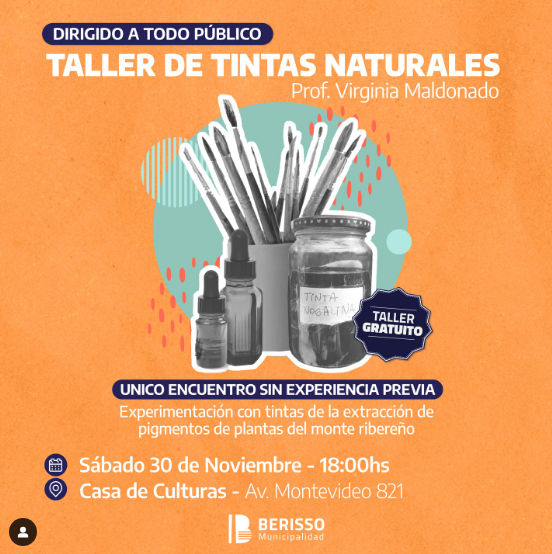 DIRIGIDO A TODO PÚBLICO
TALLER DE TINTAS NATURALES
Prof. Virginia Maldonado
TINTA
NOGALINA
TALLER
GRATUITO
UNICO ENCUENTRO SIN EXPERIENCIA PREVIA
Experimentación con tintas de la extracción de
pigmentos de plantas del monte ribereño
Sábado 30 de Noviembre - 18:00hs
Casa de Culturas - Av. Montevideo 821
BERISSO
Municipalidad